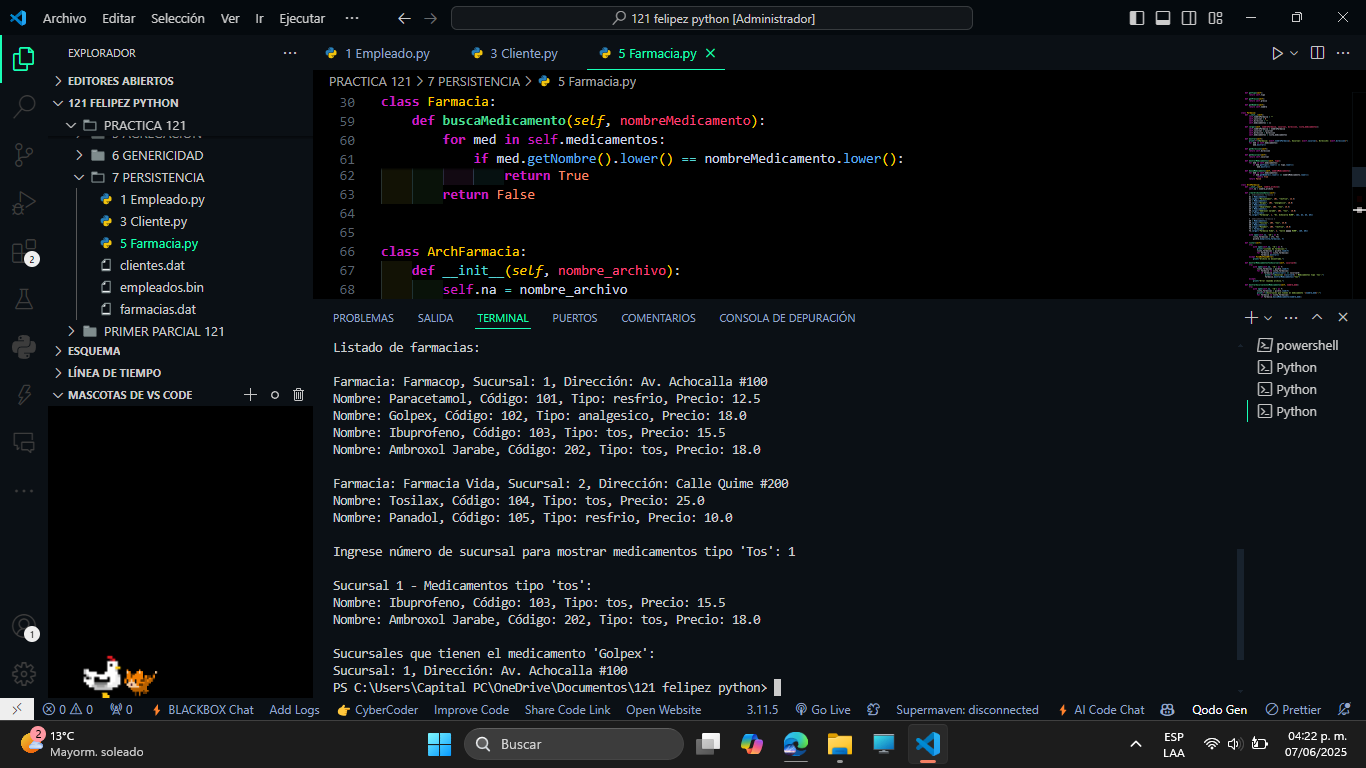 Archivo Editar Selección Ver Ir Ejecutar ··· 121 felipez python [Administrador]
EXPLORADOR ···
EDITORES ABIERTOS
121 FELIPEZ PYTHON
PRACTICA 121
6 GENERICIDAD
7 PERSISTENCIA
1 Empleado.py
3 Cliente.py
5 Farmacia.py
clientes.dat
empleados.bin
farmacias.dat
PRIMER PARCIAL 121
ESQUEMA
LÍNEA DE TIEMPO
MASCOTAS DE VS CODE
2
1
1 Empleado.py 3 Cliente.py 5 Farmacia.py
PRACTICA 121 > 7 PERSISTENCIA > 5 Farmacia.py
30 class Farmacia:
59 def buscaMedicamento(self, nombreMedicamento):
60 for med in self.medicamentos:
61 if med.getNombre().lower() == nombreMedicamento.lower():
62 return True
63 return False
64
65
66 class ArchFarmacia:
67 def __init__(self, nombre_archivo):
68 self.na = nombre_archivo
PROBLEMAS SALIDA TERMINAL PUERTOS COMENTARIOS CONSOLA DE DEPURACIÓN
Listado de farmacias:
Farmacia: Farmacop, Sucursal: 1, Dirección: Av. Achocalla #100
Nombre: Paracetamol, Código: 101, Tipo: resfrio, Precio: 12.5
Nombre: Golpex, Código: 102, Tipo: analgesico, Precio: 18.0
Nombre: Ibuprofeno, Código: 103, Tipo: tos, Precio: 15.5
Nombre: Ambroxol Jarabe, Código: 202, Tipo: tos, Precio: 18.0
Farmacia: Farmacia Vida, Sucursal: 2, Dirección: Calle Quime #200
Nombre: Tosilax, Código: 104, Tipo: tos, Precio: 25.0
Nombre: Panadol, Código: 105, Tipo: resfrio, Precio: 10.0
Ingrese número de sucursal para mostrar medicamentos tipo 'Tos': 1
Sucursal 1 - Medicamentos tipo 'tos':
Nombre: Ibuprofeno, Código: 103, Tipo: tos, Precio: 15.5
Nombre: Ambroxol Jarabe, Código: 202, Tipo: tos, Precio: 18.0
Sucursales que tienen el medicamento 'Golpex':
Sucursal: 1, Dirección: Av. Achocalla #100
PS C:\Users\Capital PC\OneDrive\Documentos\121 felipez python>
powershell
Python
Python
Python
0 0 0 BLACKBOX Chat Add Logs CyberCoder Improve Code Share Code Link Open Website 3.11.5 Go Live Supermaven: disconnected AI Code Chat Qodo Gen Prettier
2
13°C
Mayorm. soleado
Buscar
ESP
LAA
04:22 p. m.
07/06/2025